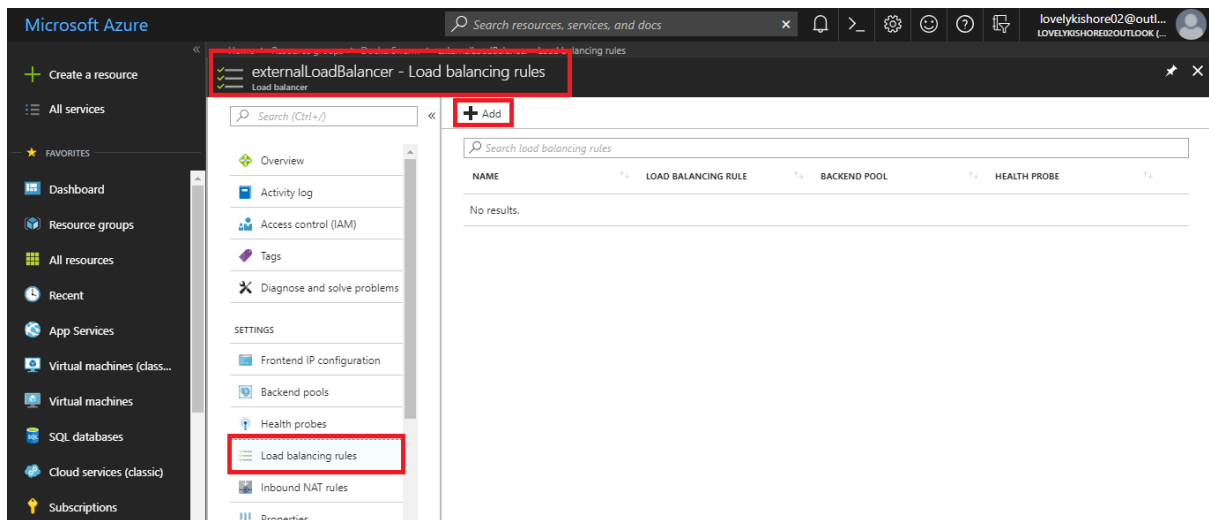 Microsoft Azure
Search resources, services, and docs
lovelykishore02@outl...
LOVELYKISHORE02OUTLOOK (...
lancing rules
externalLoadBalancer - Load balancing rules
Load balancer
Create a resource
All services
FAVORITES
Dashboard
Resource groups
All resources
Recent
App Services
Virtual machines (class...
Virtual machines
SQL databases
Cloud services (classic)
Subscriptions
Search (Ctrl+/)
Overview
Activity log
Access control (IAM)
Tags
Diagnose and solve problems
SETTINGS
Frontend IP configuration
Backend pools
Health probes
Load balancing rules
Inbound NAT rules
Properties
Add
Search load balancing rules
NAME LOAD BALANCING RULE BACKEND POOL HEALTH PROBE
No results.